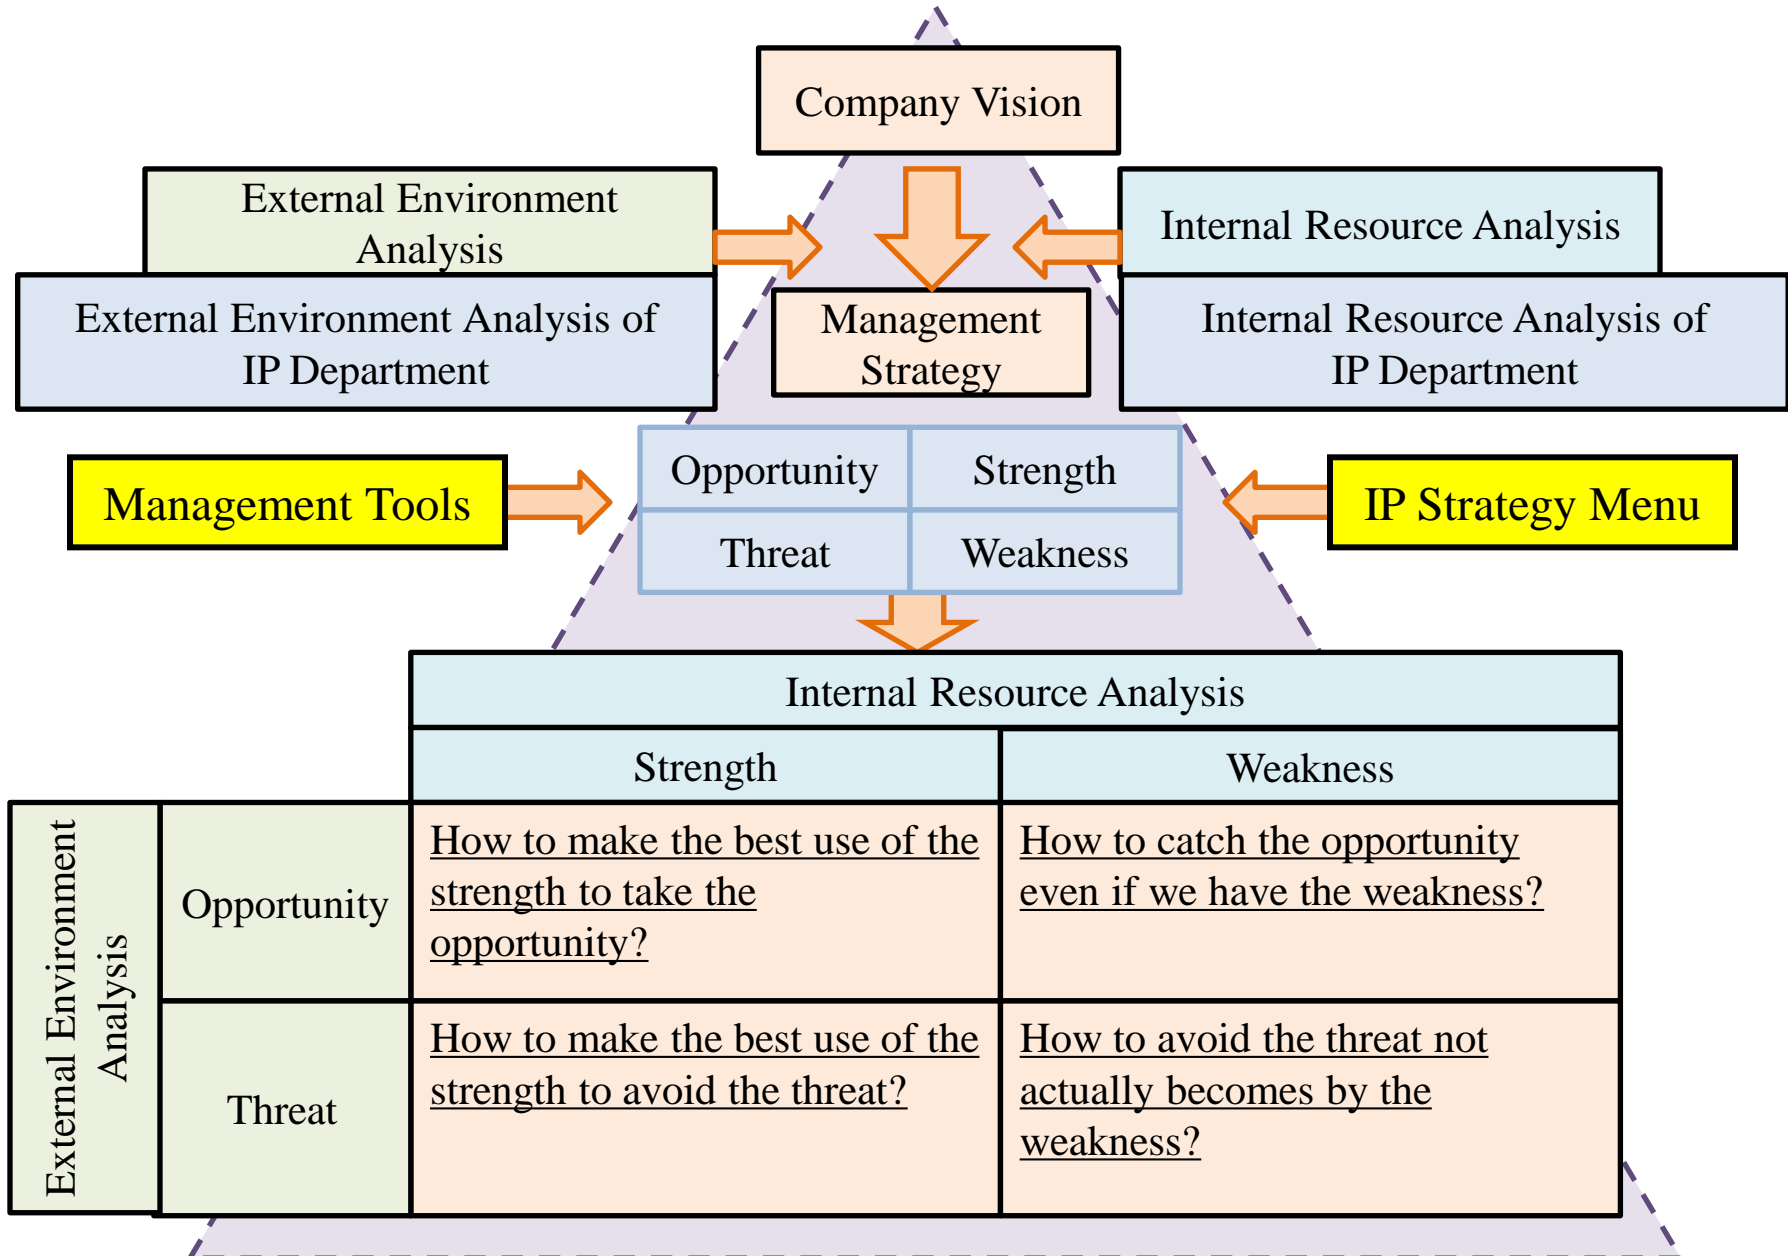 Company Vision
External Environment
Analysis
Internal Resource Analysis
External Environment Analysis of
IP Department
Management
Strategy
Internal Resource Analysis of
IP Department
Management Tools
Opportunity
Strength
Threat
Weakness
IP Strategy Menu
Internal Resource Analysis
Strength
Weakness
External Environment
Analysis
Opportunity
How to make the best use of the
strength to take the
opportunity?
How to catch the opportunity
even if we have the weakness?
Threat
How to make the best use of the
strength to avoid the threat?
How to avoid the threat not
actually becomes by the
weakness?